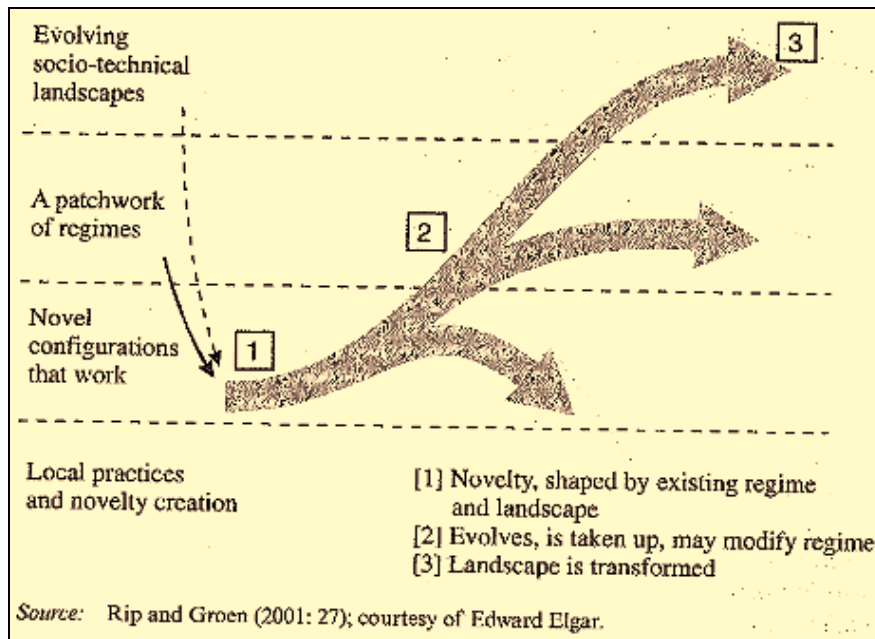 Evolving
socio-technical
landscapes
3
A patchwork
of regimes
2
Novel
configurations
that work
1
Local practices
and novelty creation
[1] Novelty, shaped by existing regime
and landscape
[2] Evolves, is taken up, may modify regime
[3] Landscape is transformed
Source: Rip and Groen (2001: 27); courtesy of Edward Elgar.